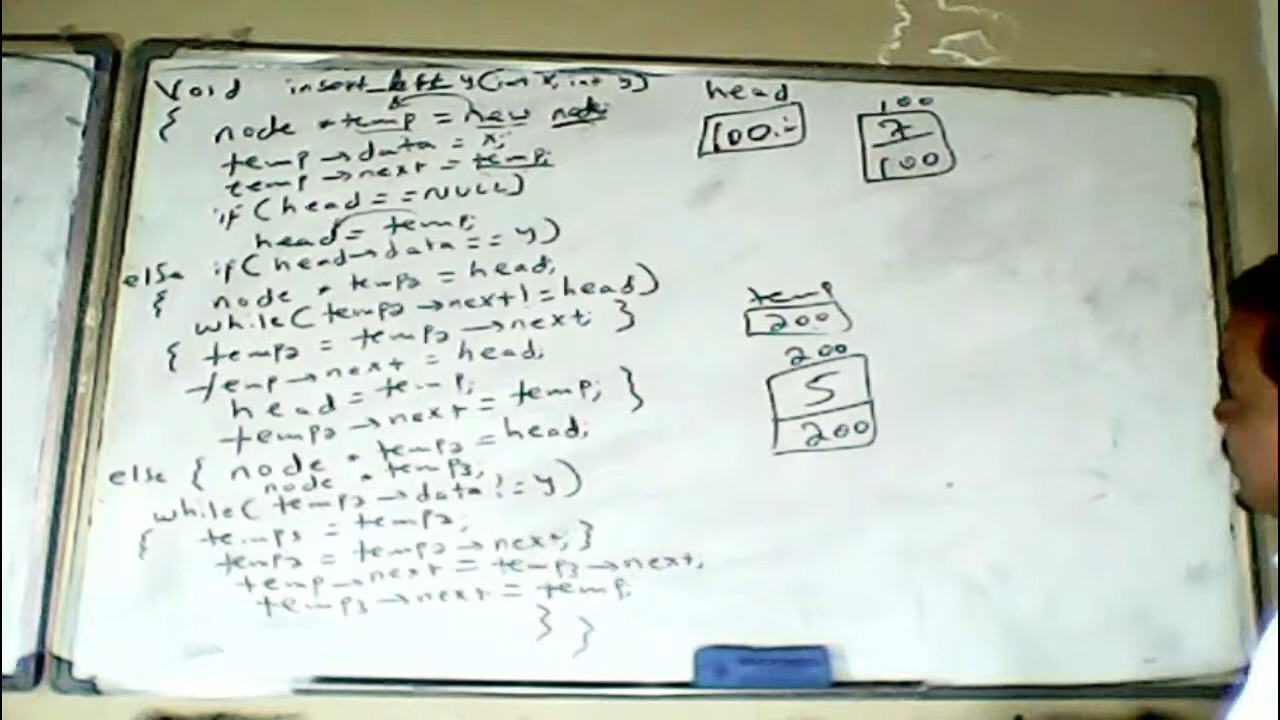 Void insert_left y(int x, int y)
{ node * temp = new node;
temp → data = x;
temp → next = temp;
if (head == NULL)
head = temp;
else if (head → data == y)
{ node * temp2 = head;
while (temp2 → next != head)
{ temp2 = temp2 → next; }
temp → next = head;
head = temp;
temp2 → next = temp; }
else { node * temp2 = head;
node * temp3;
while (temp2 → data != y)
{ temp3 = temp2;
temp2 = temp2 → next; }
temp → next = temp3 → next;
temp3 → next = temp;
} }
head
100
100
100
temp
200
200
5
200